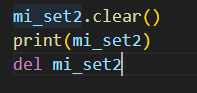 mi_set2.clear()
print(mi_set2)
del mi_set2